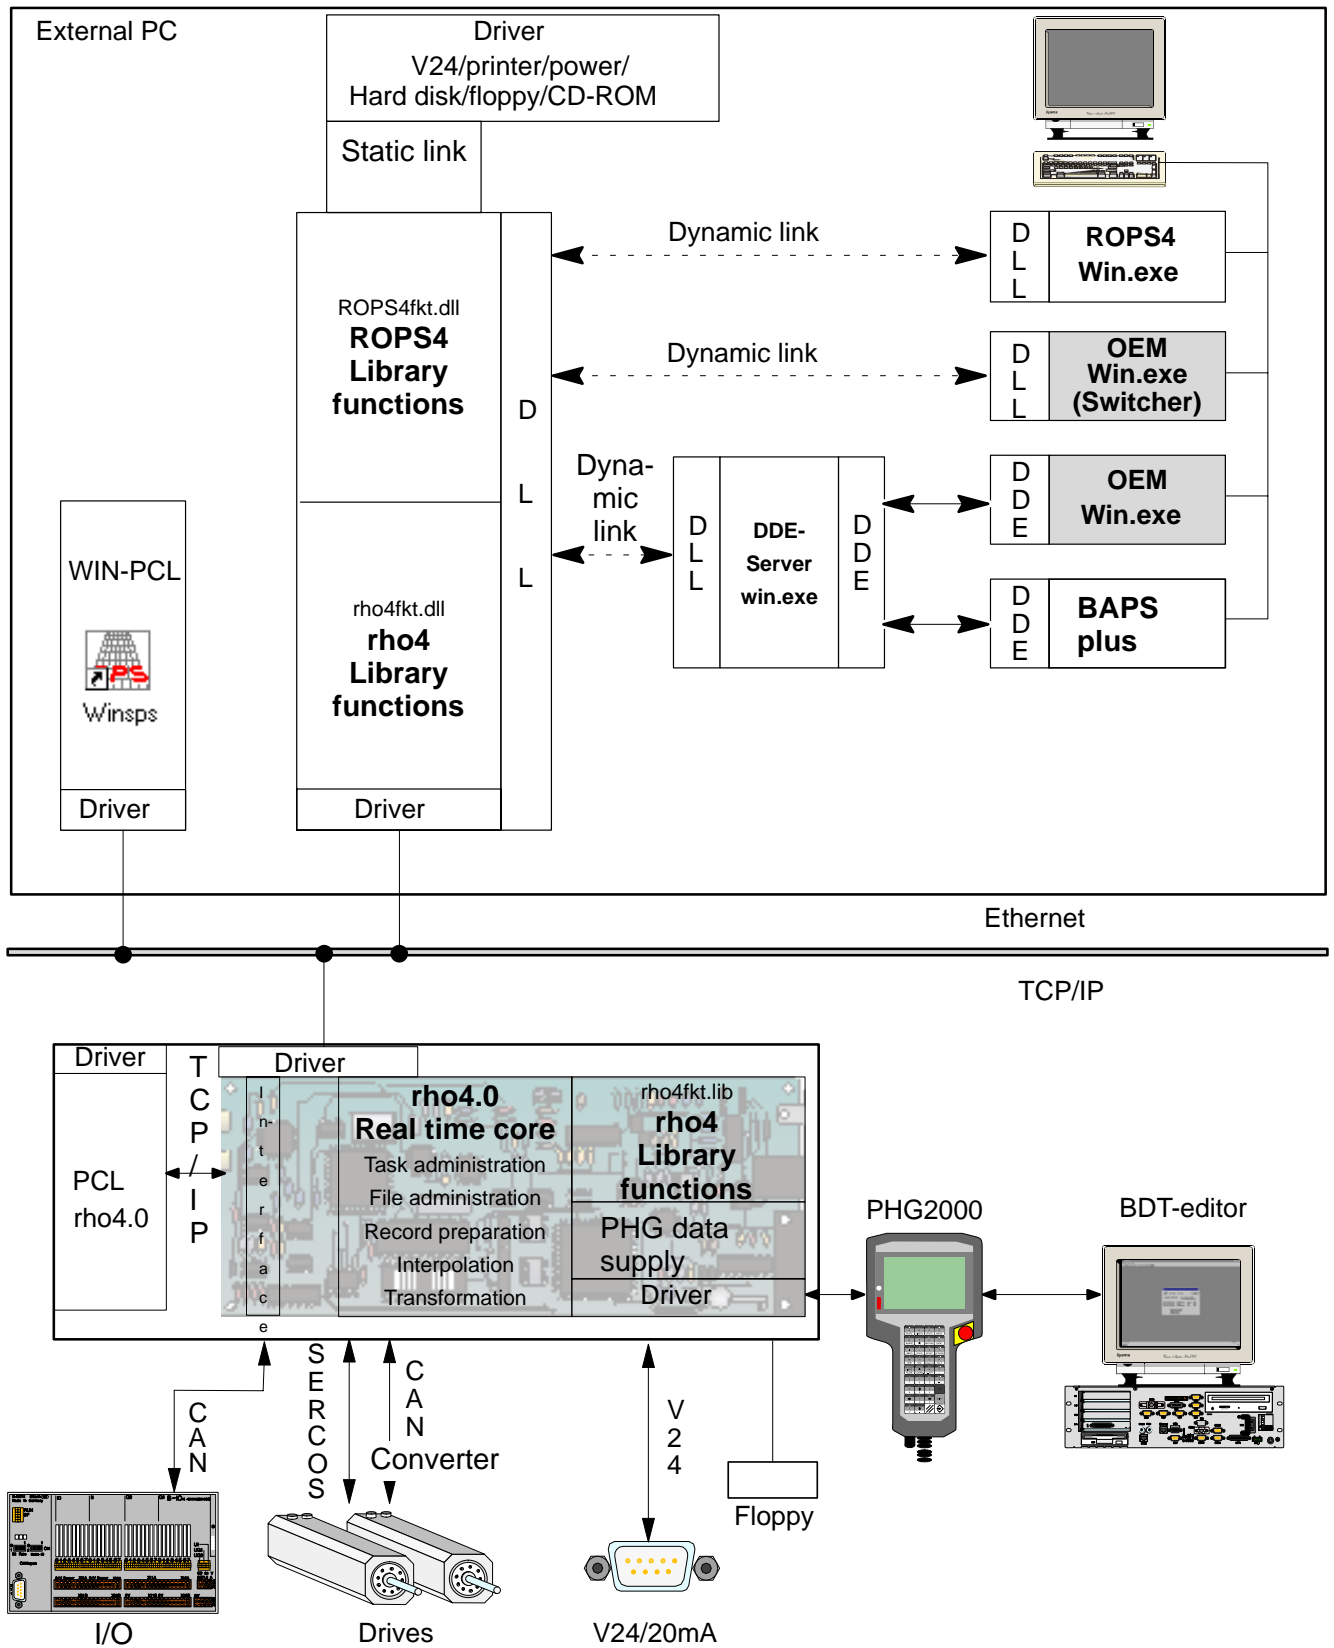 External PC
Driver
V24/printer/power/
Hard disk/floppy/CD-ROM
Static link
Dynamic link
D
L
L
ROPS4
Win.exe
ROPS4fkt.dll
ROPS4
Library
functions
D
L
L
Dynamic link
D
L
L
OEM
Win.exe
(Switcher)
Dyna-
mic
link
D
L
L
DDE-
Server
win.exe
D
D
E
D
D
E
OEM
Win.exe
D
D
E
BAPS
plus
WIN-PCL
Winsps
Driver
rho4fkt.dll
rho4
Library
functions
Driver
Ethernet
TCP/IP
Driver
PCL
rho4.0
T
C
P
/
I
P
Driver
I
n-
t
e
r
f
a
c
e
rho4.0
Real time core
Task administration
File administration
Record preparation
Interpolation
Transformation
rho4fkt.lib
rho4
Library
functions
PHG data
supply
Driver
PHG2000
BDT-editor
C
A
N
S
E
R
C
O
S
C
A
N
Converter
V
2
4
Floppy
I/O
Drives
V24/20mA